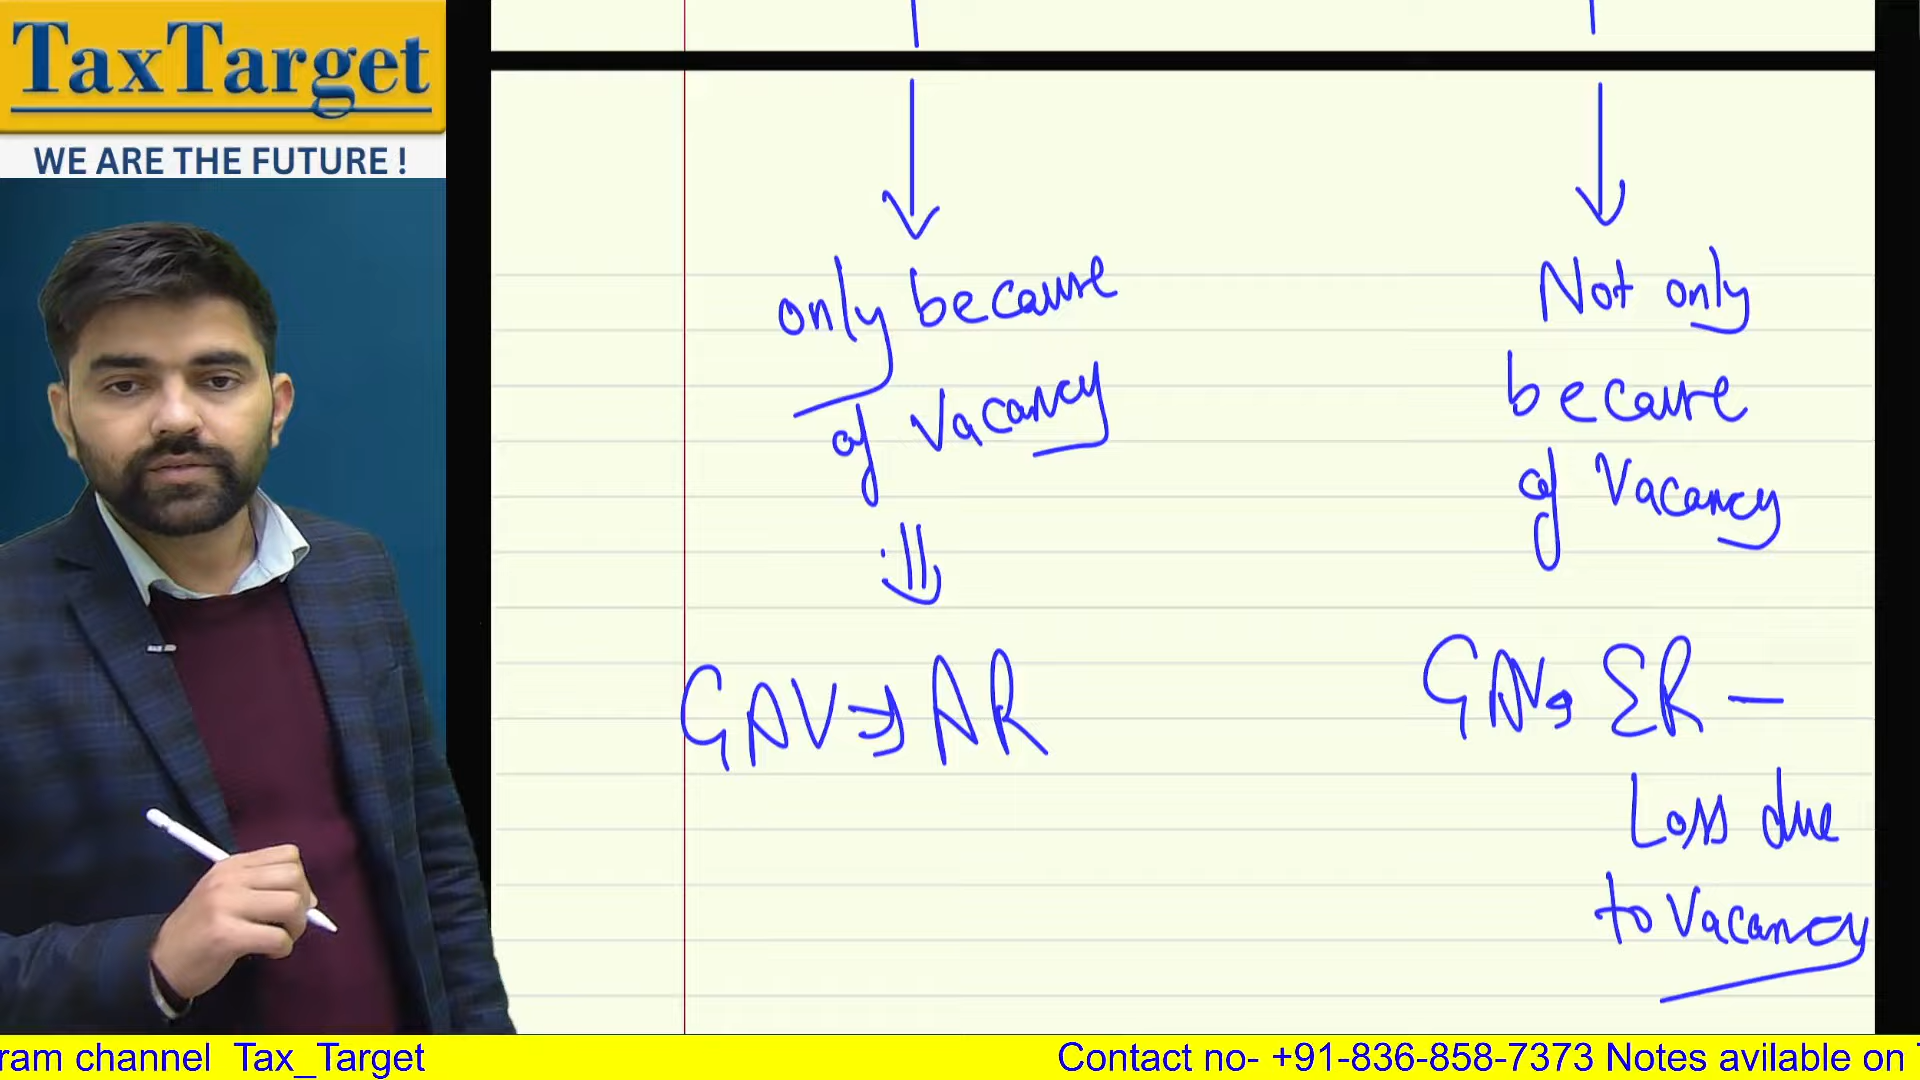 TaxTarget
WE ARE THE FUTURE !
only because
of Vacancy
GAV → AR
Not only
because
of Vacancy
GAV → ER –
Loss due
to Vacancy
ram channel Tax_Target
Contact no- +91-836-858-7373 Notes avilable on